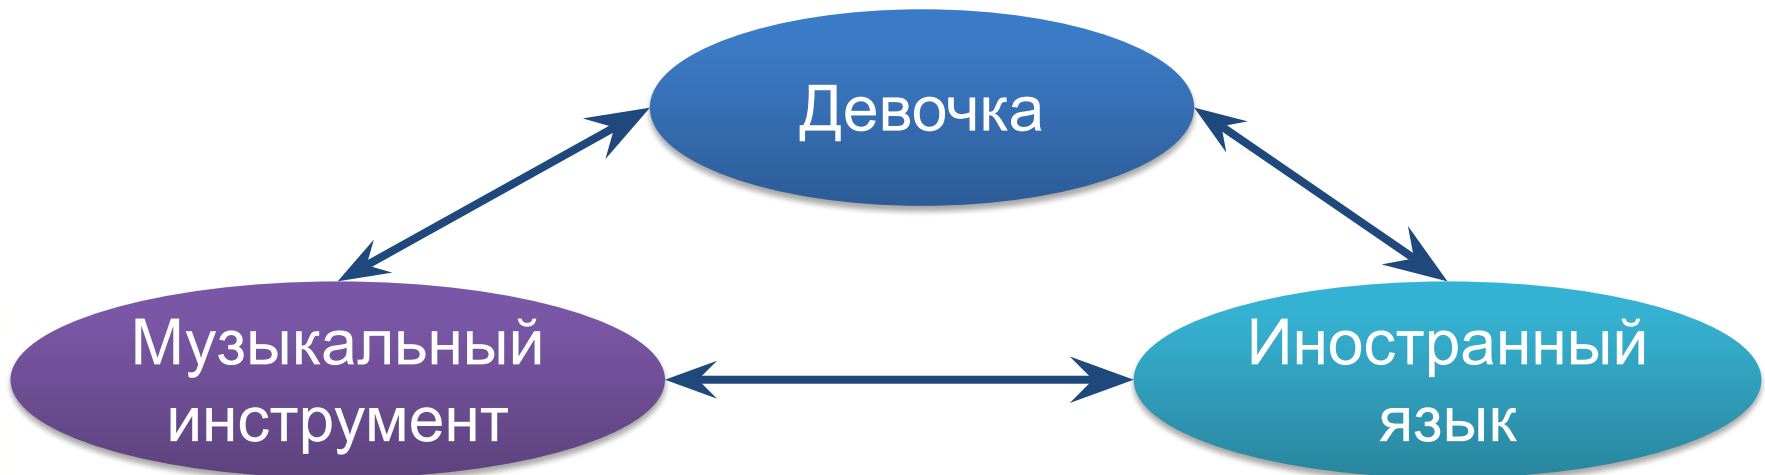 Девочка
Музыкальный
инструмент
Иностранный
язык